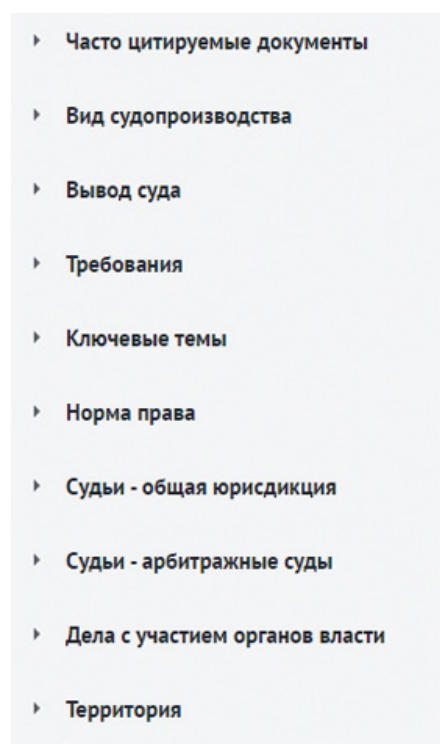 Часто цитируемые документы
Вид судопроизводства
Вывод суда
Требования
Ключевые темы
Норма права
Судьи - общая юрисдикция
Судьи - арбитражные суды
Дела с участием органов власти
Территория